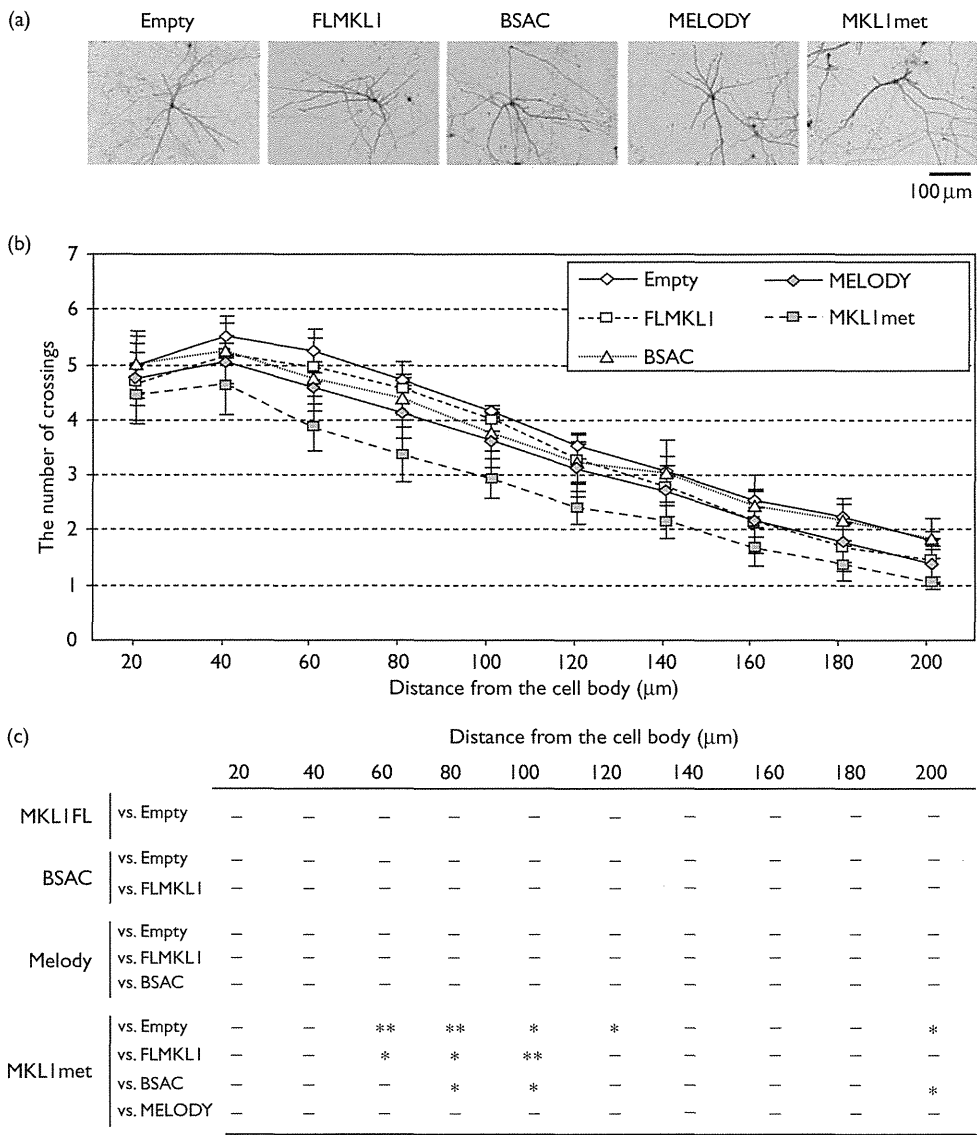 (a)
Empty FLMKL1 BSAC MELODY MKL1met
100 μm
(b)
The number of crossings
7
6
5
4
3
2
1
0
Empty MELODY
FLMKL1 MKL1met
BSAC
20 40 60 80 100 120 140 160 180 200
Distance from the cell body (μm)
(c)
Distance from the cell body (μm)
20 40 60 80 100 120 140 160 180 200
MKL1FL
vs. Empty – – – – – – – – – –
BSAC
vs. Empty – – – – – – – – – –
vs. FLMKL1 – – – – – – – – – –
Melody
vs. Empty – – – – – – – – – –
vs. FLMKL1 – – – – – – – – – –
vs. BSAC – – – – – – – – – –
MKL1met
vs. Empty – – ** ** * * – – – *
vs. FLMKL1 – – * * ** – – – – –
vs. BSAC – – – * * – – – – *
vs. MELODY – – – – – – – – – –